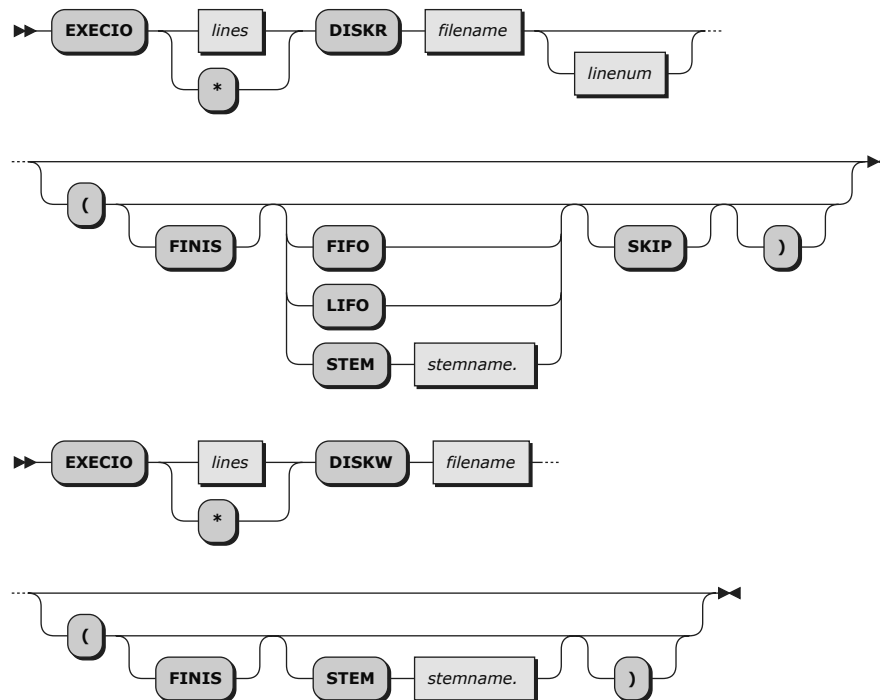 EXECIO lines DISKR filename
* linenum
(
FINIS FIFO SKIP )
LIFO
STEM stemname.
EXECIO lines DISKW filename
*
(
FINIS STEM stemname. )